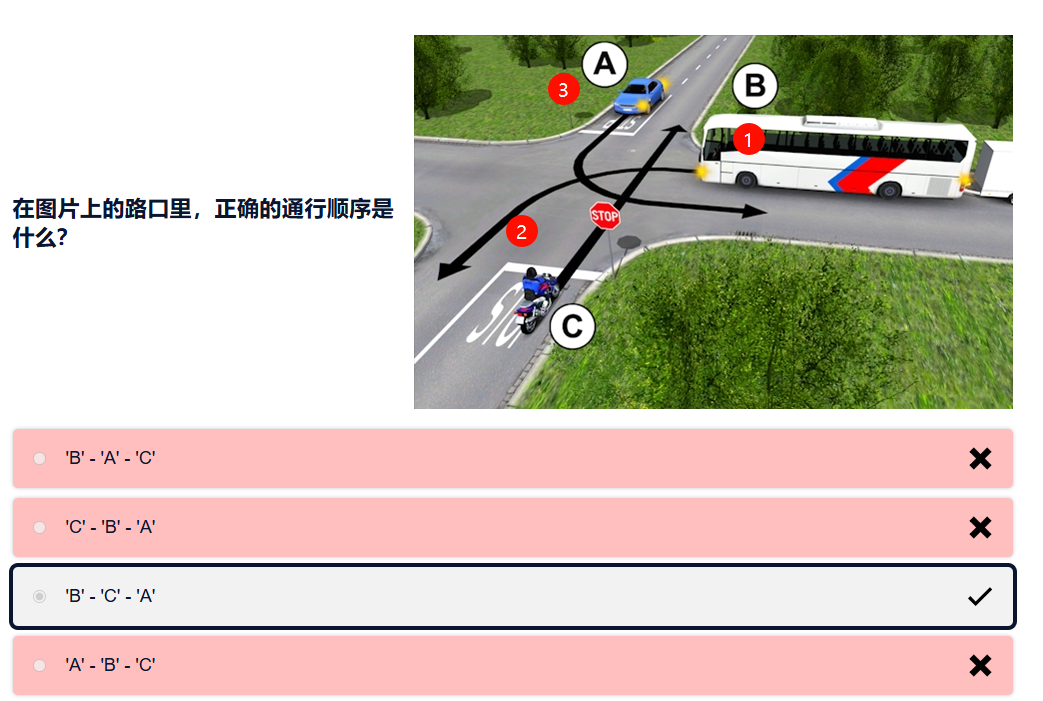 在图片上的路口里，正确的通行顺序是
什么？
A
3
B
1
STOP
2
STOP
C
'B' - 'A' - 'C'
'C' - 'B' - 'A'
'B' - 'C' - 'A'
'A' - 'B' - 'C'